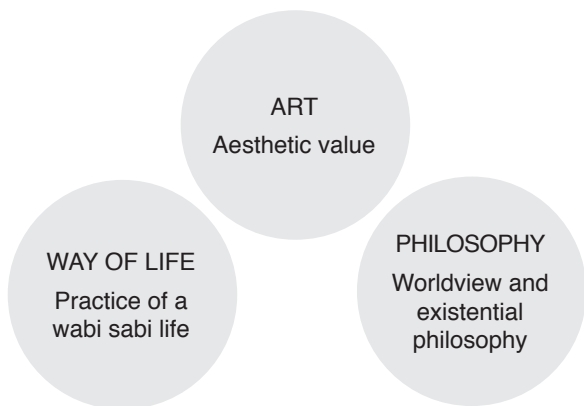 ART
Aesthetic value
WAY OF LIFE
Practice of a
wabi sabi life
PHILOSOPHY
Worldview and
existential
philosophy